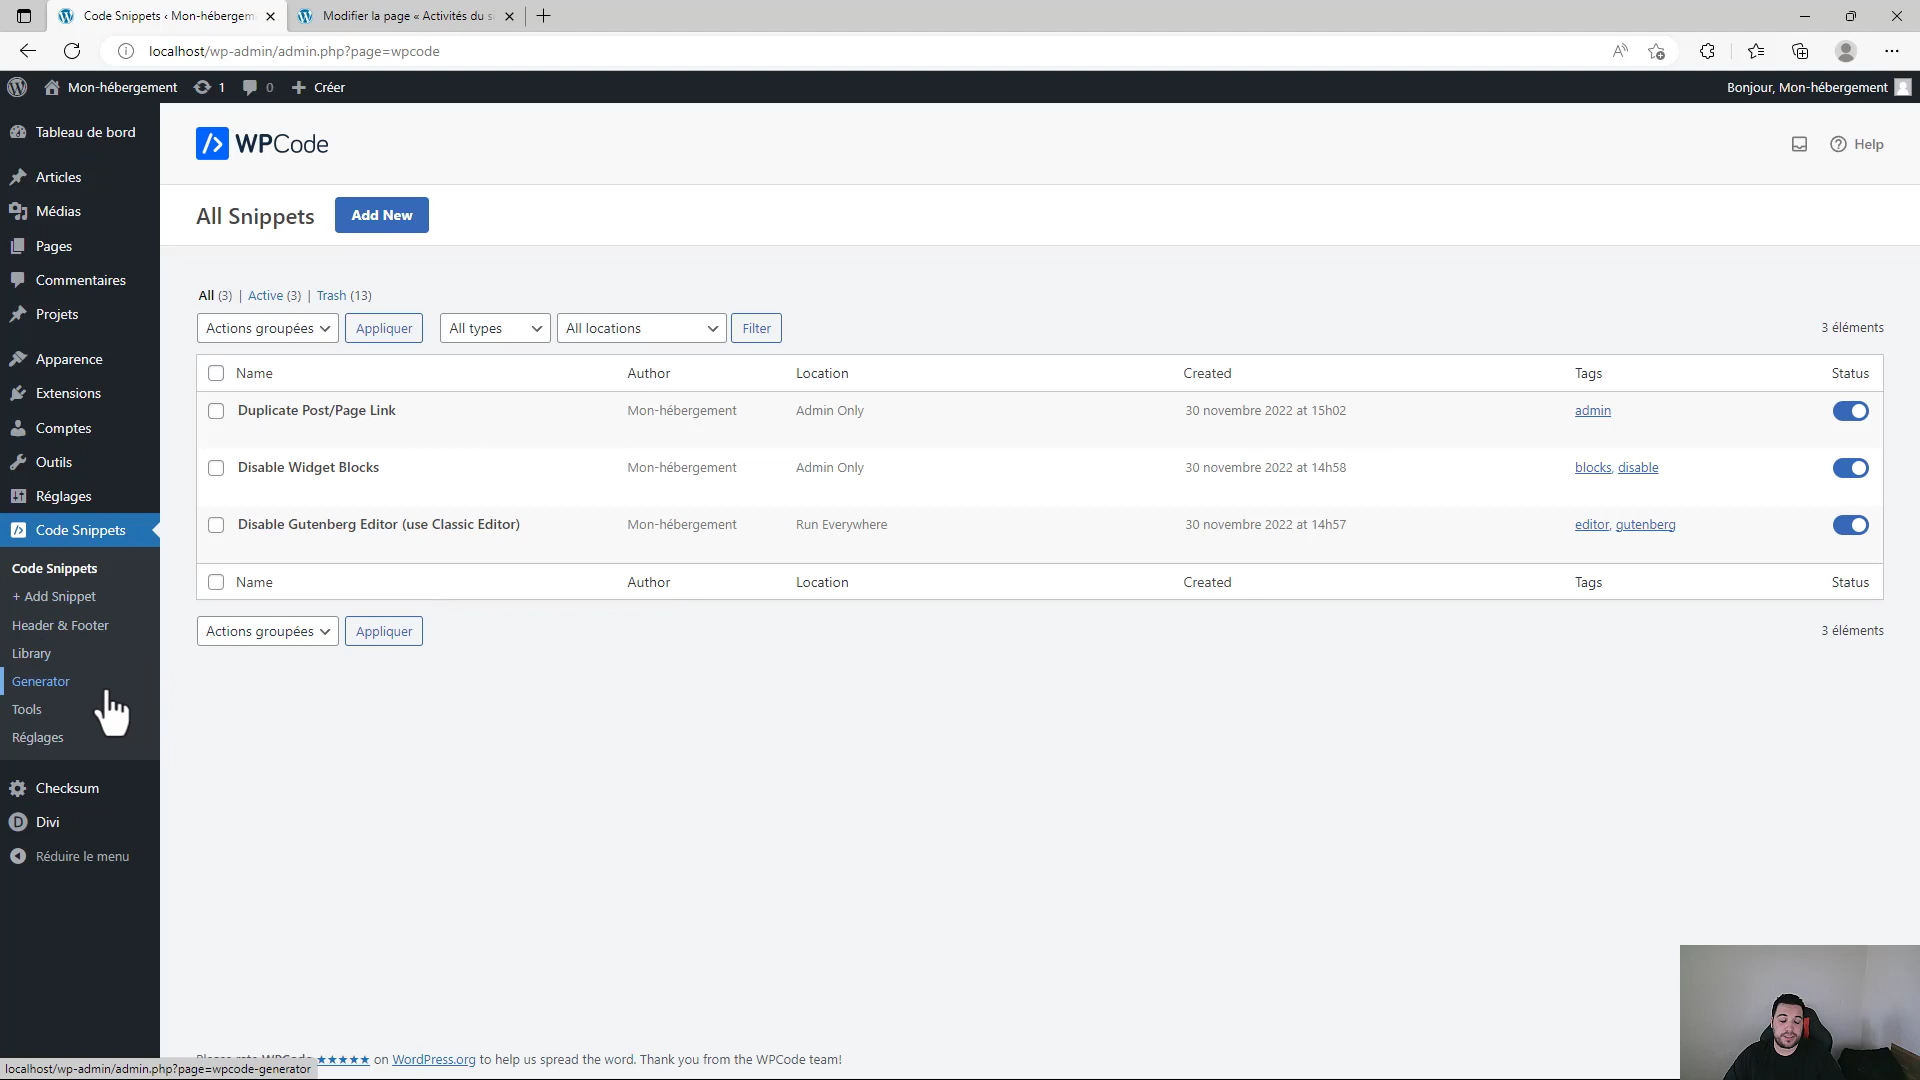 Code Snippets ‹ Mon-hébergem
Modifier la page « Activités du s
localhost/wp-admin/admin.php?page=wpcode
Mon-hébergement 1 0 Créer
Bonjour, Mon-hébergement
Tableau de bord
Articles
Médias
Pages
Commentaires
Projets
Apparence
Extensions
Comptes
Outils
Réglages
Code Snippets
Code Snippets
+ Add Snippet
Header & Footer
Library
Generator
Tools
Réglages
Checksum
Divi
Réduire le menu
WPCode
Help
All Snippets Add New
All (3) | Active (3) | Trash (13)
Actions groupées Appliquer All types All locations Filter 3 éléments
Name Author Location Created Tags Status
Duplicate Post/Page Link Mon-hébergement Admin Only 30 novembre 2022 at 15h02 admin
Disable Widget Blocks Mon-hébergement Admin Only 30 novembre 2022 at 14h58 blocks, disable
Disable Gutenberg Editor (use Classic Editor) Mon-hébergement Run Everywhere 30 novembre 2022 at 14h57 editor, gutenberg
Name Author Location Created Tags Status
Actions groupées Appliquer 3 éléments
Please rate WPCode ★★★★★ on WordPress.org to help us spread the word. Thank you from the WPCode team!
localhost/wp-admin/admin.php?page=wpcode-generator